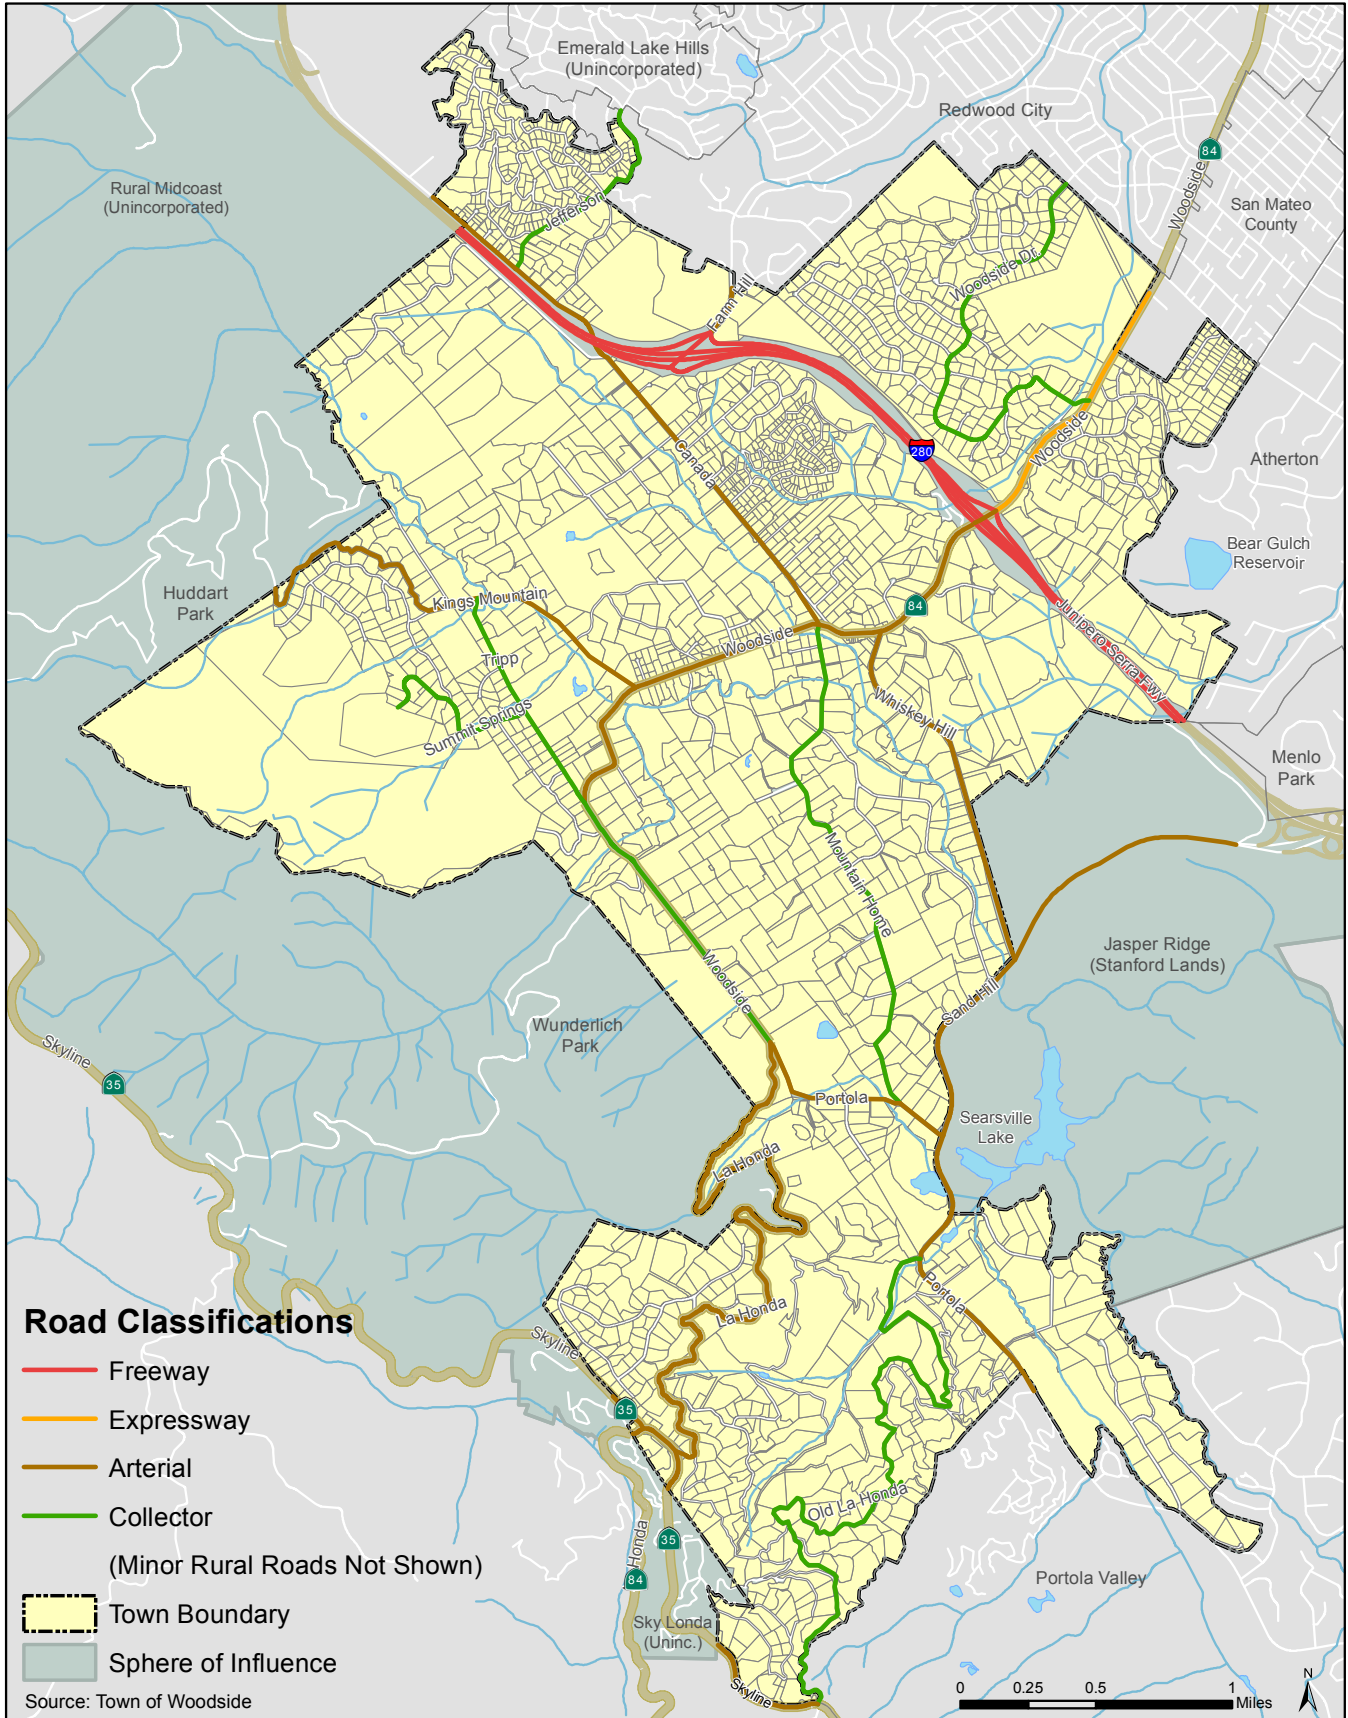 Emerald Lake Hills
(Unincorporated)
Redwood City
84
Woodside
San Mateo
County
Rural Midcoast
(Unincorporated)
Jefferson
Woodside Dr.
Farm Hill
Canada
280
Woodside
Atherton
Bear Gulch
Reservoir
Huddart
Park
Kings Mountain
84
Junipero Serra Fwy
Woodside
Tripp
Whiskey Hill
Summit Springs
Menlo
Park
Mountain Home
Jasper Ridge
(Stanford Lands)
Woodside
Sand Hill
Wunderlich
Park
Skyline
35
Portola
Searsville
Lake
La Honda
Portola
La Honda
Skyline
35
Old La Honda
35
Honda
84
Portola Valley
Sky Londa
(Uninc.)
Skyline
Road Classifications
Freeway
Expressway
Arterial
Collector
(Minor Rural Roads Not Shown)
Town Boundary
Sphere of Influence
Source: Town of Woodside
0 0.25 0.5 1
Miles
N